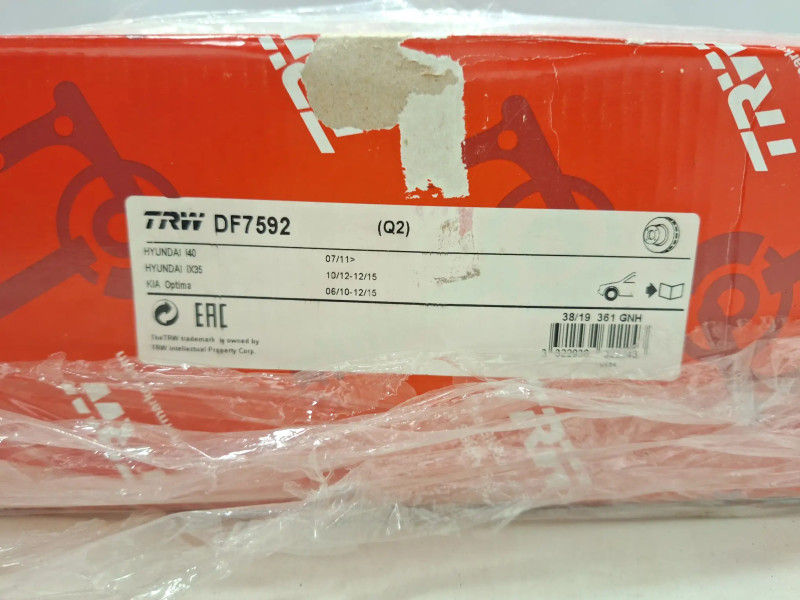 TRW
TRW DF7592 (Q2)
HYUNDAI I40 07/11>
HYUNDAI IX35 10/12-12/15
KIA Optima 06/10-12/15
EAC
38/19 361 GNH
TheTRW trademark is owned by
TRW Intellectual Property Corp.